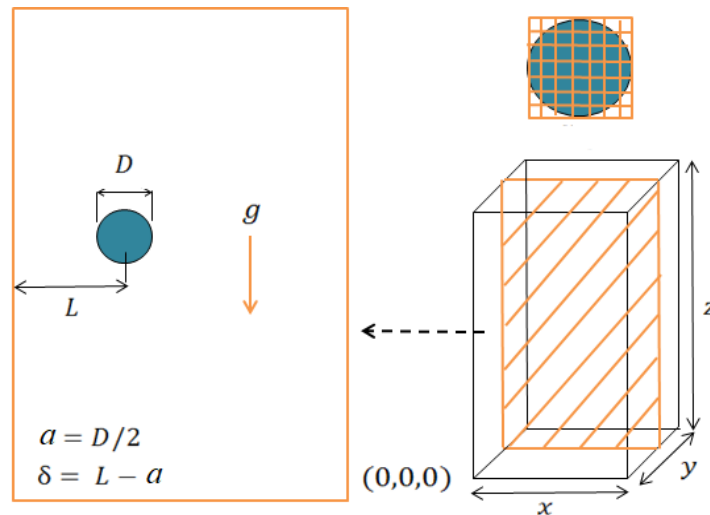 D
g
L
a = D/2
δ = L − a
(0,0,0)
x
y
z